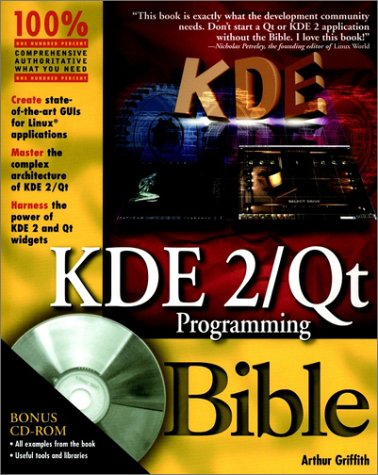 100%
ONE HUNDRED PERCENT
COMPREHENSIVE
AUTHORITATIVE
WHAT YOU NEED
ONE HUNDRED PERCENT
Create state-
of-the-art GUIs
for Linux®
applications
Master the
complex
architecture
of KDE 2/Qt
Harness the
power of
KDE 2 and Qt
widgets
"This book is exactly what the development community
needs. Don't start a Qt or KDE 2 application
without the Bible. I love this book!"
—Nicholas Petreley, the founding editor of Linux World
KDE
SELECT DRIVE
KDE 2/Qt
Programming
Bible
BONUS
CD-ROM
• All examples from the book
• Useful tools and libraries
Arthur Griffith